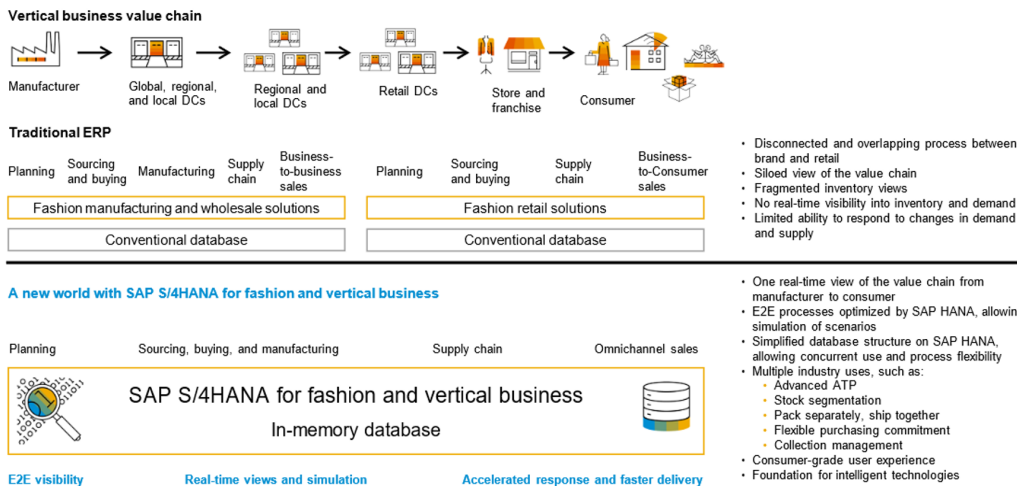 Vertical business value chain
Manufacturer
Global, regional,
and local DCs
Regional and
local DCs
Retail DCs
Store and
franchise
Consumer
Traditional ERP
Planning
Sourcing
and buying
Manufacturing
Supply
chain
Business-
to-business
sales
Planning
Sourcing
and buying
Supply
chain
Business-
to-Consumer
sales
Fashion manufacturing and wholesale solutions
Fashion retail solutions
Conventional database
Conventional database
• Disconnected and overlapping process between
brand and retail
• Siloed view of the value chain
• Fragmented inventory views
• No real-time visibility into inventory and demand
• Limited ability to respond to changes in demand
and supply
A new world with SAP S/4HANA for fashion and vertical business
Planning
Sourcing, buying, and manufacturing
Supply chain
Omnichannel sales
SAP S/4HANA for fashion and vertical business
In-memory database
E2E visibility
Real-time views and simulation
Accelerated response and faster delivery
• One real-time view of the value chain from
manufacturer to consumer
• E2E processes optimized by SAP HANA, allowin
simulation of scenarios
• Simplified database structure on SAP HANA,
allowing concurrent use and process flexibility
• Multiple industry uses, such as:
• Advanced ATP
• Stock segmentation
• Pack separately, ship together
• Flexible purchasing commitment
• Collection management
• Consumer-grade user experience
• Foundation for intelligent technologies